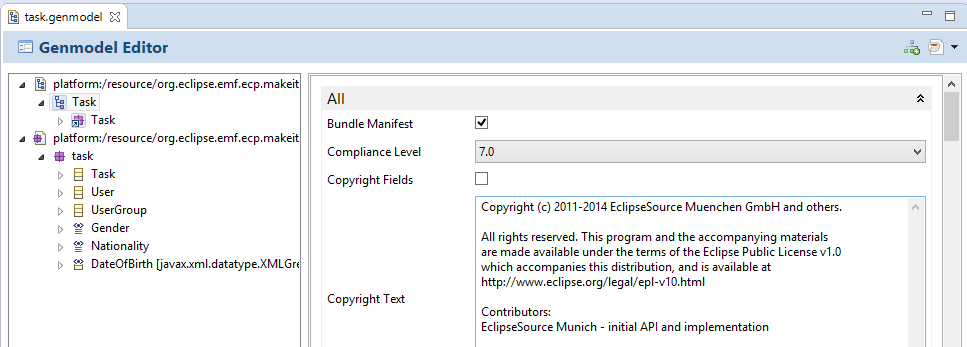 task.genmodel
Genmodel Editor
platform:/resource/org.eclipse.emf.ecp.makeit
Task
Task
platform:/resource/org.eclipse.emf.ecp.makeit
task
Task
User
UserGroup
Gender
Nationality
DateOfBirth [javax.xml.datatype.XMLGre
All
Bundle Manifest
Compliance Level
7.0
Copyright Fields
Copyright Text
Copyright (c) 2011-2014 EclipseSource Muenchen GmbH and others.
All rights reserved. This program and the accompanying materials
are made available under the terms of the Eclipse Public License v1.0
which accompanies this distribution, and is available at
http://www.eclipse.org/legal/epl-v10.html
Contributors:
EclipseSource Munich - initial API and implementation